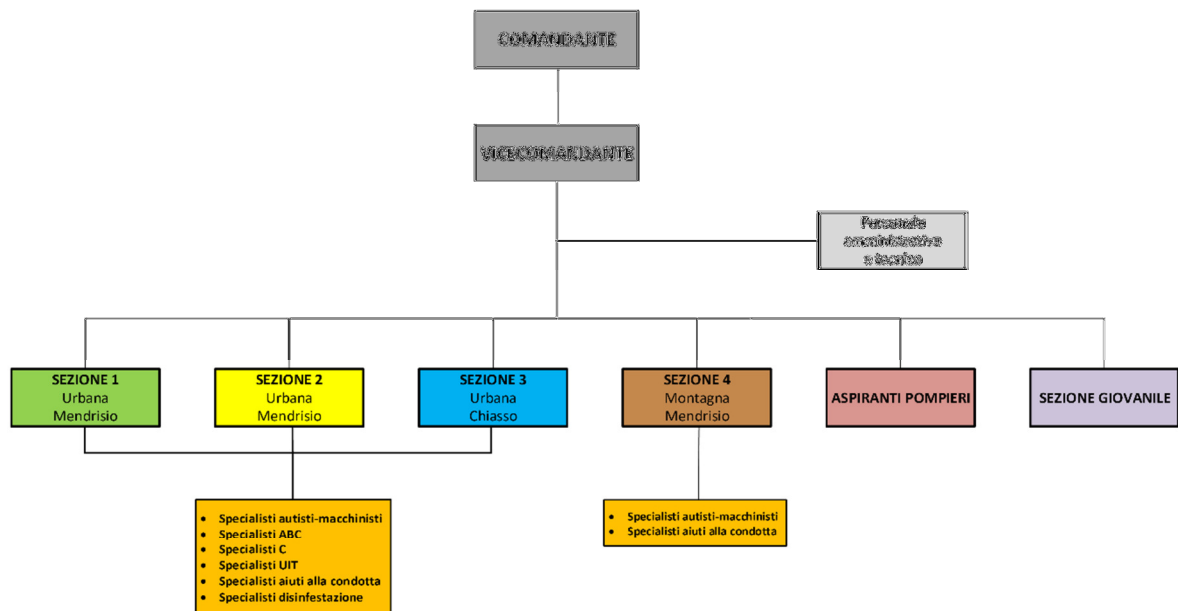 COMANDANTE
VICECOMANDANTE
Personale
amministrativo
e tecnico
SEZIONE 1
Urbana
Mendrisio
SEZIONE 2
Urbana
Mendrisio
SEZIONE 3
Urbana
Chiasso
SEZIONE 4
Montagna
Mendrisio
ASPIRANTI POMPIERI
SEZIONE GIOVANILE
• Specialisti autisti-macchinisti
• Specialisti ABC
• Specialisti C
• Specialisti UIT
• Specialisti aiuti alla condotta
• Specialisti disinfestazione
• Specialisti autisti-macchinisti
• Specialisti aiuti alla condotta